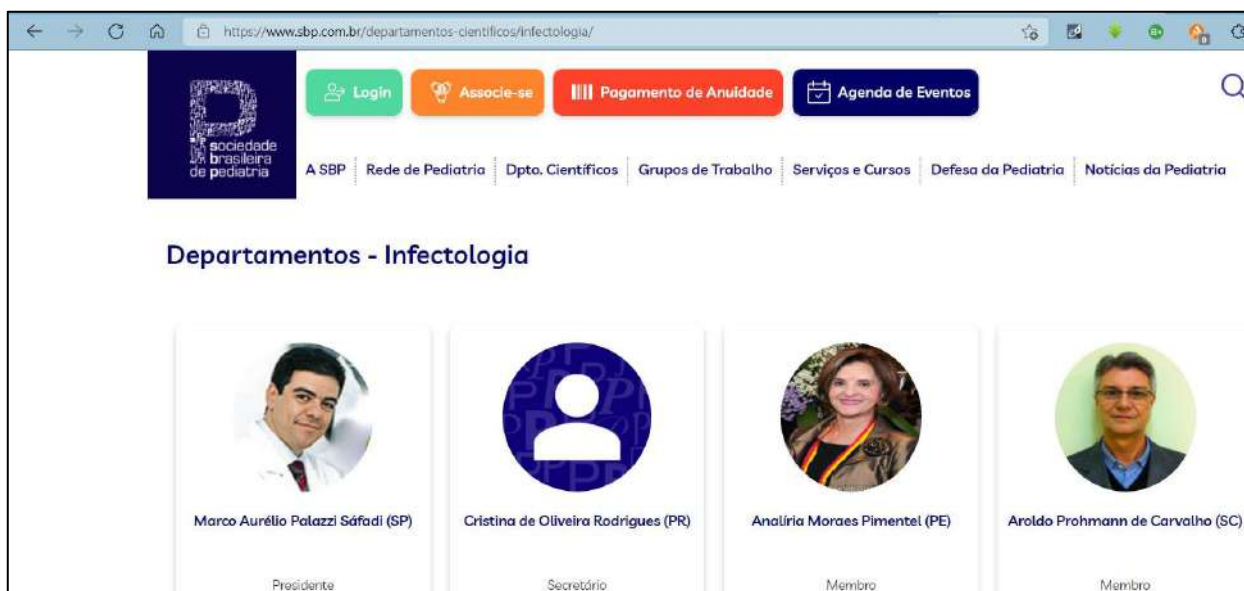 https://www.sbp.com.br/departamentos-cientificos/infectologia/
Login
Associe-se
Pagamento de Anuidade
Agenda de Eventos
sociedade
brasileira
de pediatria
A SBP
Rede de Pediatria
Dpto. Científicos
Grupos de Trabalho
Serviços e Cursos
Defesa da Pediatria
Notícias da Pediatria
Departamentos - Infectologia
Marco Aurélio Palazzi Sáfadi (SP)
Presidente
Cristina de Oliveira Rodrigues (PR)
Secretário
Analíria Moraes Pimentel (PE)
Membro
Aroldo Prohmann de Carvalho (SC)
Membro